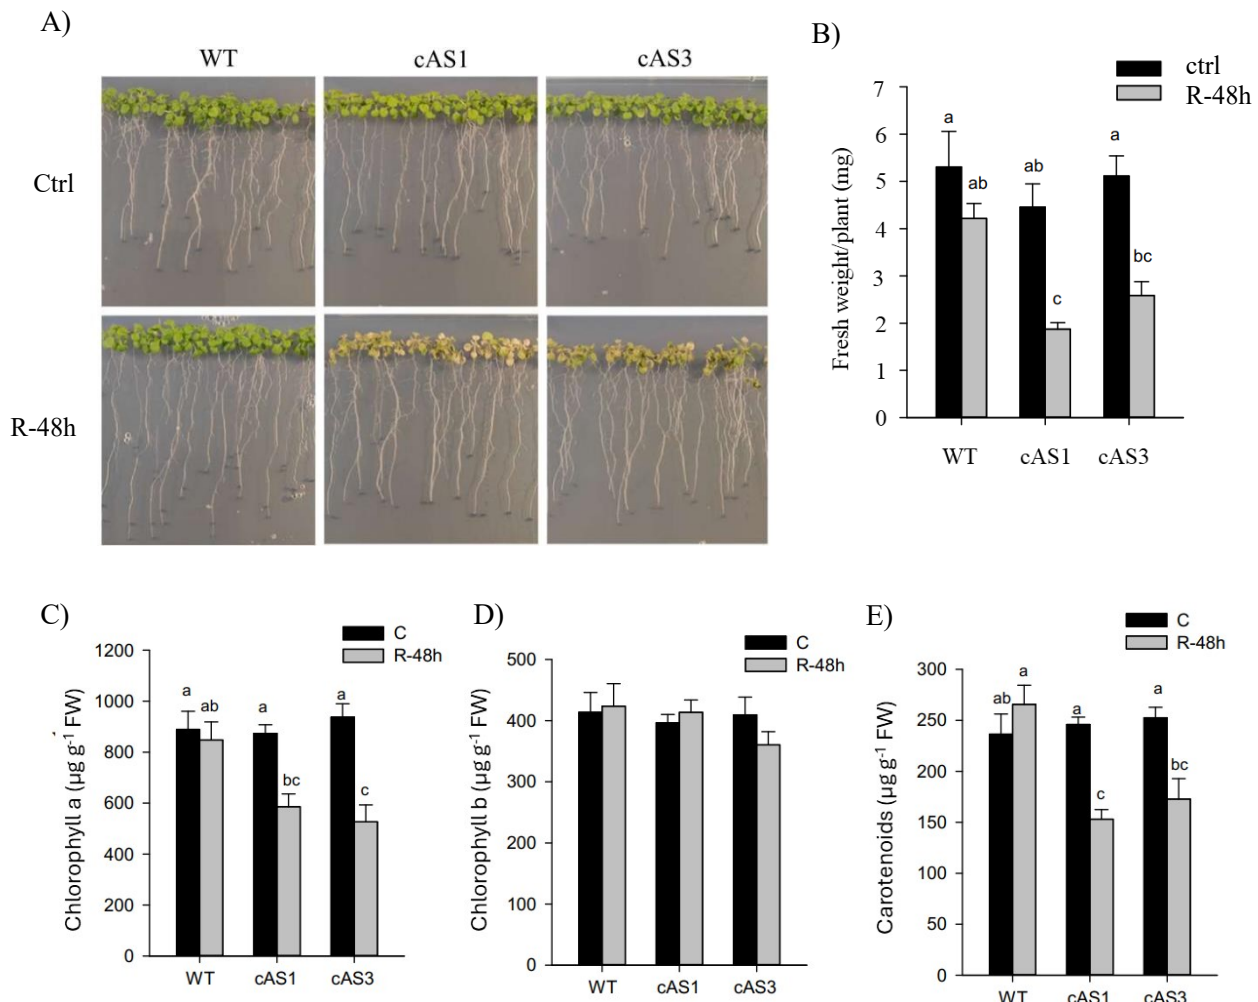 A)
WT cAS1 cAS3
Ctrl
R-48h
B)
ctrl
R-48h
Fresh weight/plant (mg)
7
6
5
4
3
2
1
0
a
ab
ab
c
a
bc
WT cAS1 cAS3
C)
C
R-48h
Chlorophyll a (µg g-1 FW)
1200
1000
800
600
400
200
0
a
ab
a
bc
a
c
WT cAS1 cAS3
D)
C
R-48h
Chlorophyll b (µg g-1 FW)
500
400
300
200
100
0
WT cAS1 cAS3
E)
C
R-48h
Carotenoids (µg g-1 FW)
300
250
200
150
100
50
0
ab
a
a
c
a
bc
WT cAS1 cAS3